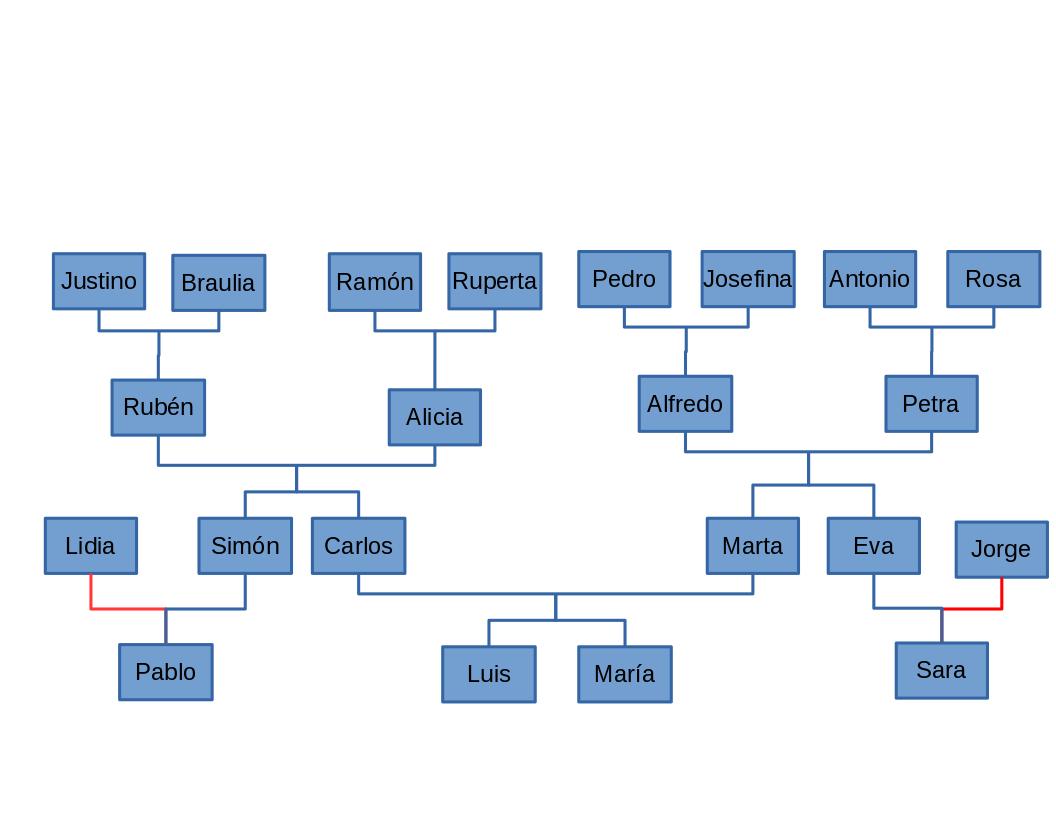 Justino
Braulia
Ramón
Ruperta
Pedro
Josefina
Antonio
Rosa
Rubén
Alicia
Alfredo
Petra
Lidia
Simón
Carlos
Marta
Eva
Jorge
Pablo
Luis
María
Sara